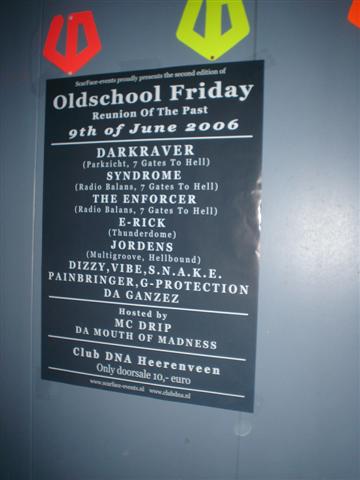 ScarFace-events proudly presents the second edition of
Oldschool Friday
Reunion Of The Past
9th of June 2006
DARKRAVER
(Parkzicht, 7 Gates To Hell)
SYNDROME
(Radio Balans, 7 Gates To Hell)
THE ENFORCER
(Radio Balans, 7 Gates To Hell)
E-RICK
(Thunderdome)
JORDENS
(Multigroove, Hellbound)
DIZZY,VIBE,S.N.A.K.E.
PAINBRINGER,G-PROTECTION
DA GANZEZ
Hosted by
MC DRIP
DA MOUTH OF MADNESS
Club DNA Heerenveen
Only doorsale 10,- euro
www.scarface-events.nl www.clubdna.nl